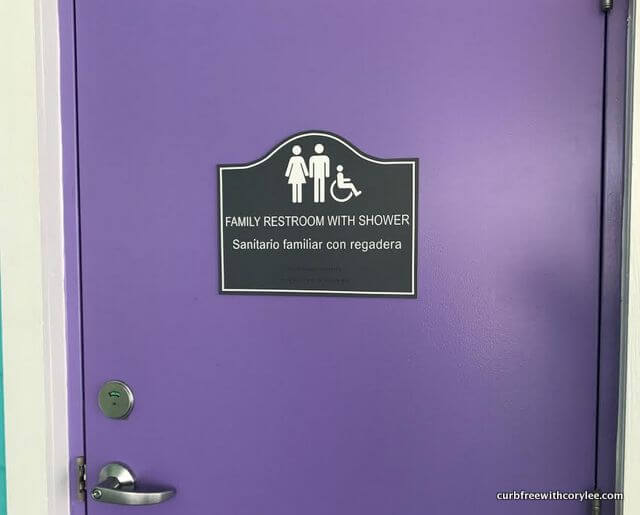 FAMILY RESTROOM WITH SHOWER
Sanitario familiar con regadera
curbfreewithcorylee.com